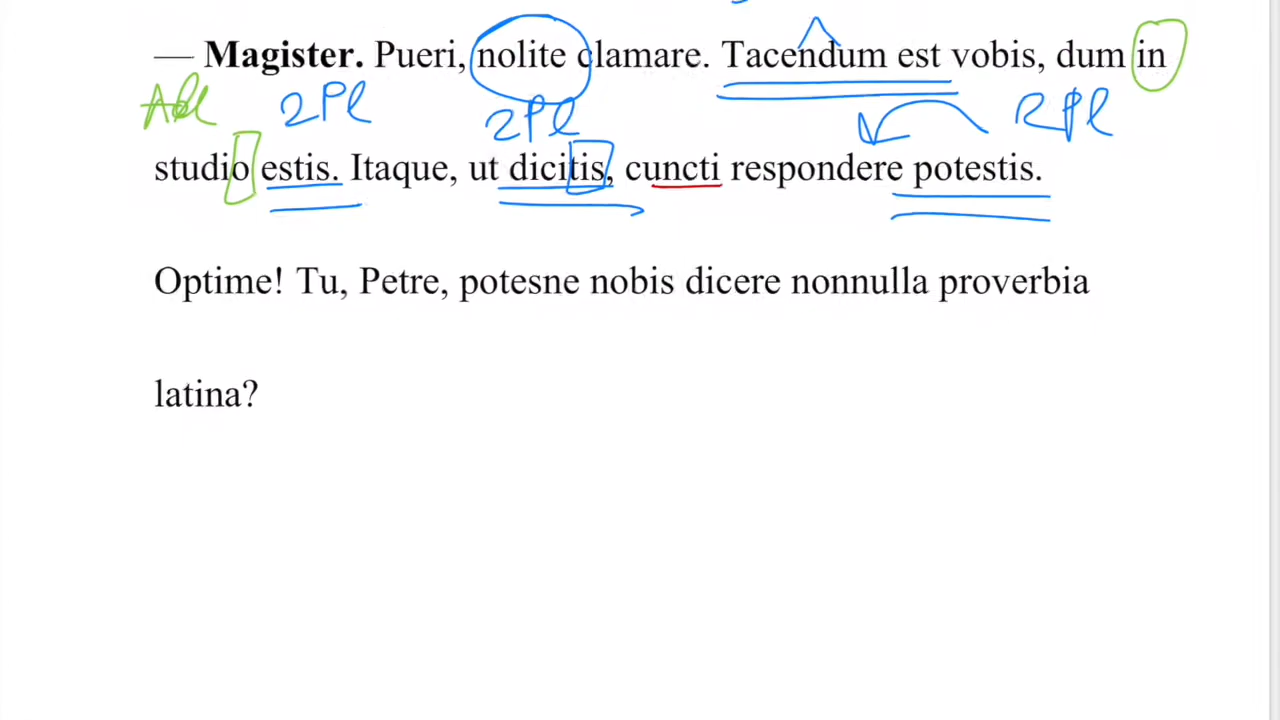 — Magister. Pueri, nolite clamare. Tacendum est vobis, dum in
Abl 2Pl 2Pl 2Pl
studio estis. Itaque, ut dicitis, cuncti respondere potestis.
Optime! Tu, Petre, potesne nobis dicere nonnulla proverbia
latina?